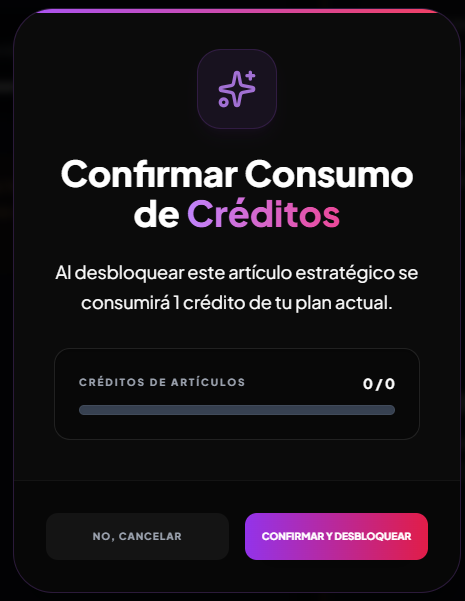 Confirmar Consumo
de Créditos
Al desbloquear este artículo estratégico se
consumirá 1 crédito de tu plan actual.
CRÉDITOS DE ARTÍCULOS
0/0
NO, CANCELAR
CONFIRMAR Y DESBLOQUEAR